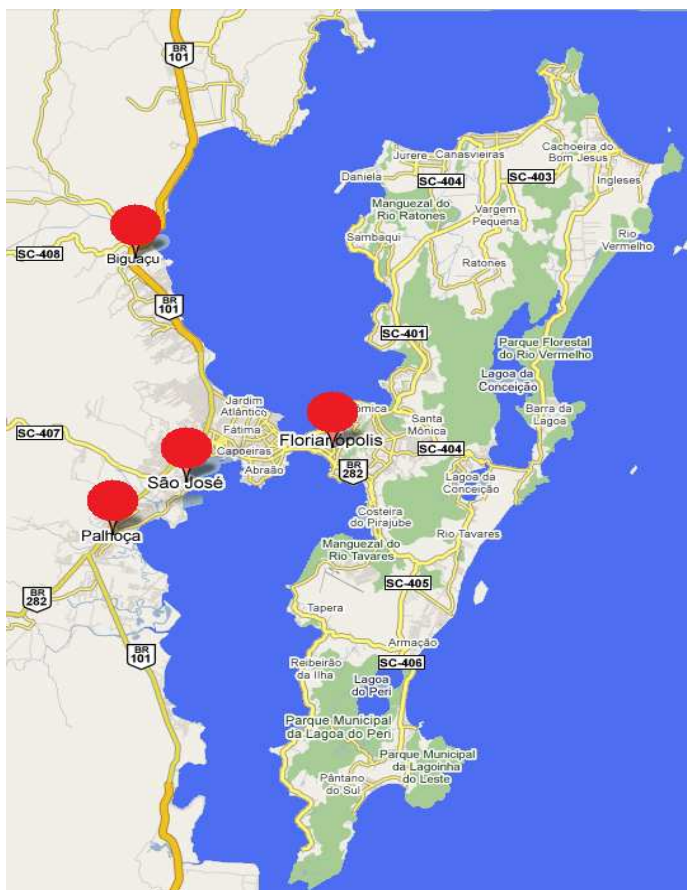 BR
101
Jurere
Canasvieiras
Cachoeira do
Bom Jesus
Daniela
SC-404
SC-403
Ingleses
Manguezal do
Rio Ratones
Vargem
Pequena
Sambaqui
Rio
Vermelho
SC-408
Biguaçu
Ratones
BR
101
SC-401
Parque Florestal
do Rio Vermelho
Lagoa da
Conceição
Jardim
Atlântico
Barra da
Lagoa
SC-407
Fátima
Florianópolis
Santa
Mônica
Capoeiras
SC-404
Abraão
BR
282
São José
Lagoa da
Conceição
Costeira
do Pirajúbe
Palhoça
Rio Tavares
Manguezal do
Rio Tavares
BR
282
SC-405
Tapera
Armação
BR
101
SC-406
Reibeirão
da Ilha
Lagoa
do Peri
Parque Municipal
da Lagoa do Peri
Parque Municipal
da Lagoinha
do Leste
Pântano
do Sul